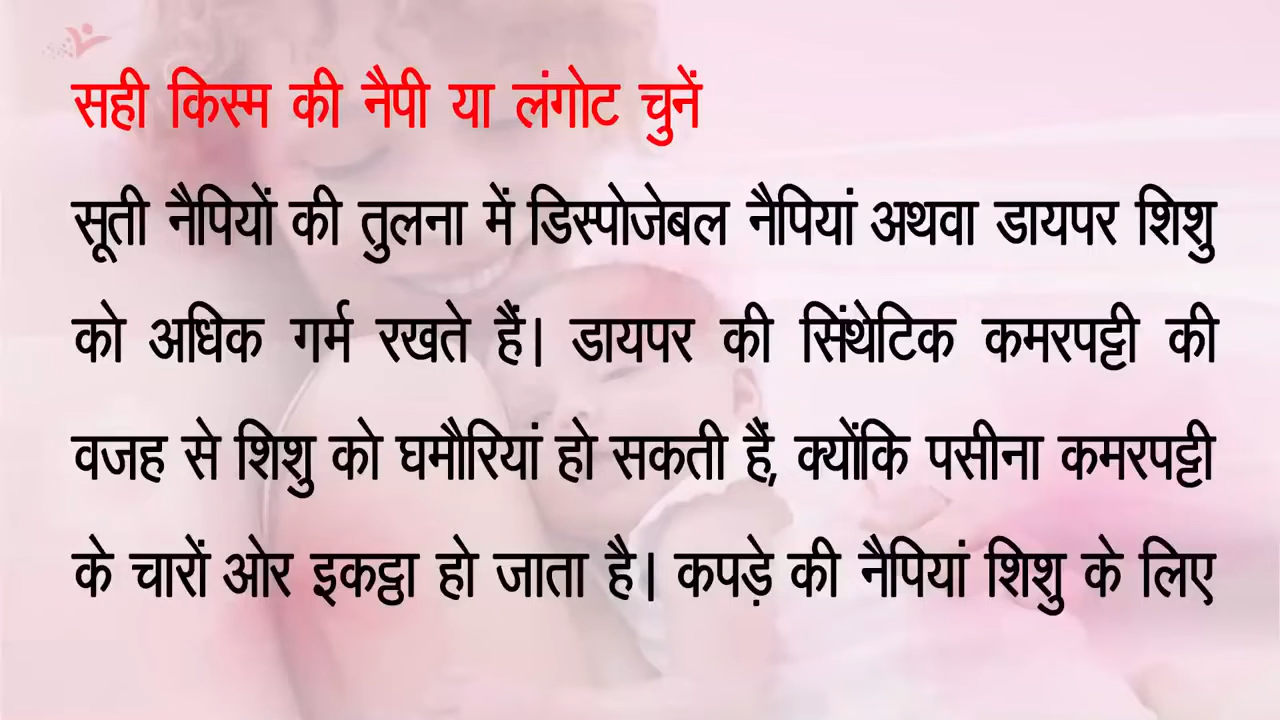 सही किस्म की नैपी या लंगोट चुनें
सूती नैपियों की तुलना में डिस्पोजेबल नैपियां अथवा डायपर शिशु
को अधिक गर्म रखते हैं। डायपर की सिंथेटिक कमरपट्टी की
वजह से शिशु को घमौरियां हो सकती हैं, क्योंकि पसीना कमरपट्टी
के चारों ओर इकट्ठा हो जाता है। कपड़े की नैपियां शिशु के लिए